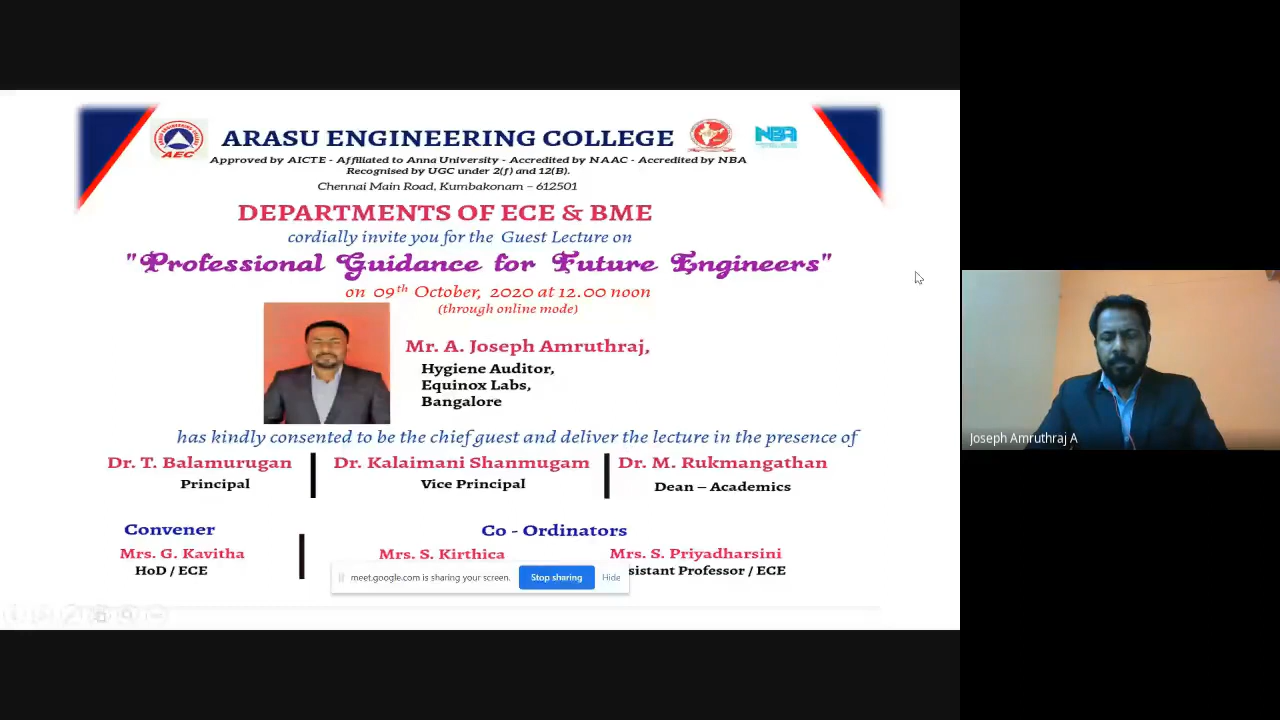 AEC
ARASU ENGINEERING COLLEGE
NBA
Approved by AICTE - Affiliated to Anna University - Accredited by NAAC - Accredited by NBA
Recognised by UGC under 2(f) and 12(B).
Chennai Main Road, Kumbakonam – 612501
DEPARTMENTS OF ECE & BME
cordially invite you for the Guest Lecture on
"Professional Guidance for Future Engineers"
on 09th October, 2020 at 12.00 noon
(through online mode)
Mr. A. Joseph Amruthraj,
Hygiene Auditor,
Equinox Labs,
Bangalore
has kindly consented to be the chief guest and deliver the lecture in the presence of
Dr. T. Balamurugan
Principal
Dr. Kalaimani Shanmugam
Vice Principal
Dr. M. Rukmangathan
Dean – Academics
Convener
Mrs. G. Kavitha
HoD / ECE
Co - Ordinators
Mrs. S. Kirthica
Mrs. S. Priyadharsini
sistant Professor / ECE
meet.google.com is sharing your screen.
Stop sharing
Hide
Joseph Amruthraj A